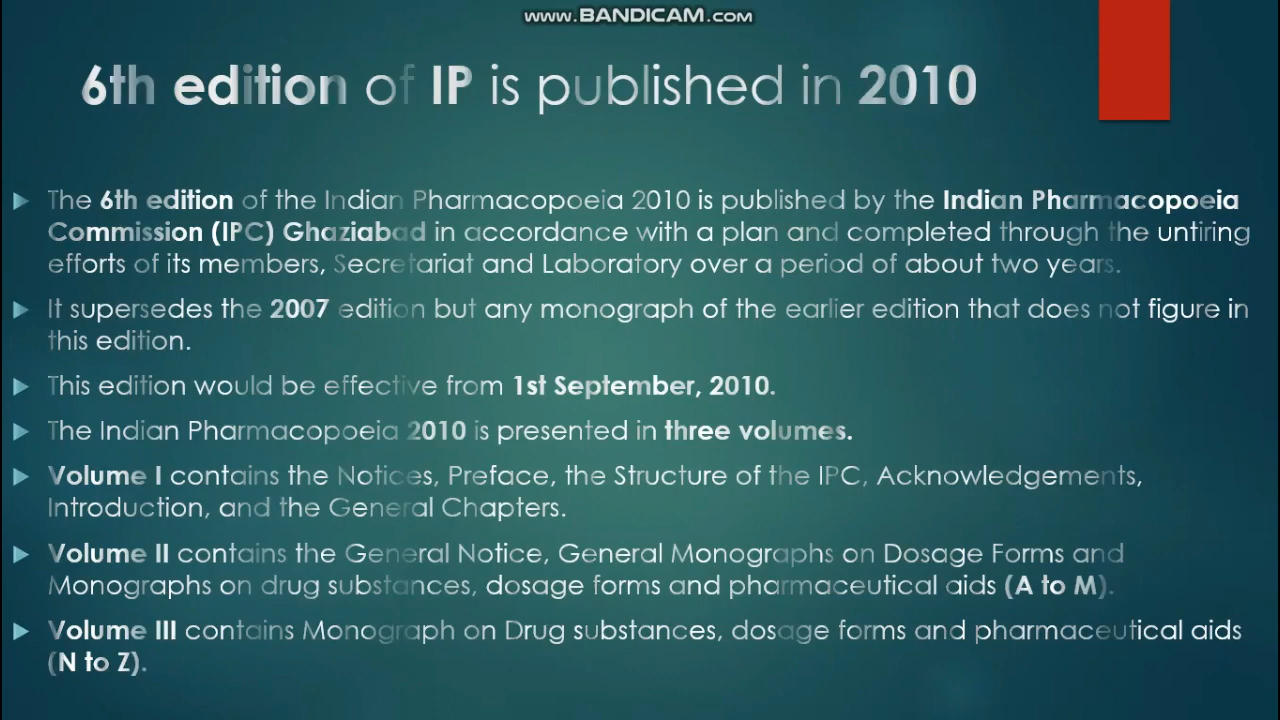 www.BANDICAM.com
6th edition of IP is published in 2010
The 6th edition of the Indian Pharmacopoeia 2010 is published by the Indian Pharmacopoeia
Commission (IPC) Ghaziabad in accordance with a plan and completed through the untiring
efforts of its members, Secretariat and Laboratory over a period of about two years.
It supersedes the 2007 edition but any monograph of the earlier edition that does not figure in
this edition.
This edition would be effective from 1st September, 2010.
The Indian Pharmacopoeia 2010 is presented in three volumes.
Volume I contains the Notices, Preface, the Structure of the IPC, Acknowledgements,
Introduction, and the General Chapters.
Volume II contains the General Notice, General Monographs on Dosage Forms and
Monographs on drug substances, dosage forms and pharmaceutical aids (A to M).
Volume III contains Monograph on Drug substances, dosage forms and pharmaceutical aids
(N to Z).